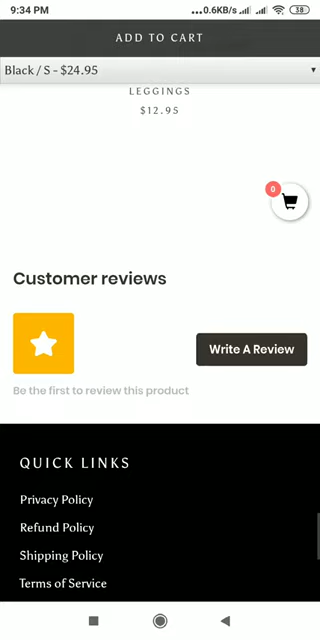 9:34 PM
...0.6KB/s
38
ADD TO CART
Black / S - $24.95
LEGGINGS
$12.95
0
Customer reviews
Write A Review
Be the first to review this product
QUICK LINKS
Privacy Policy
Refund Policy
Shipping Policy
Terms of Service